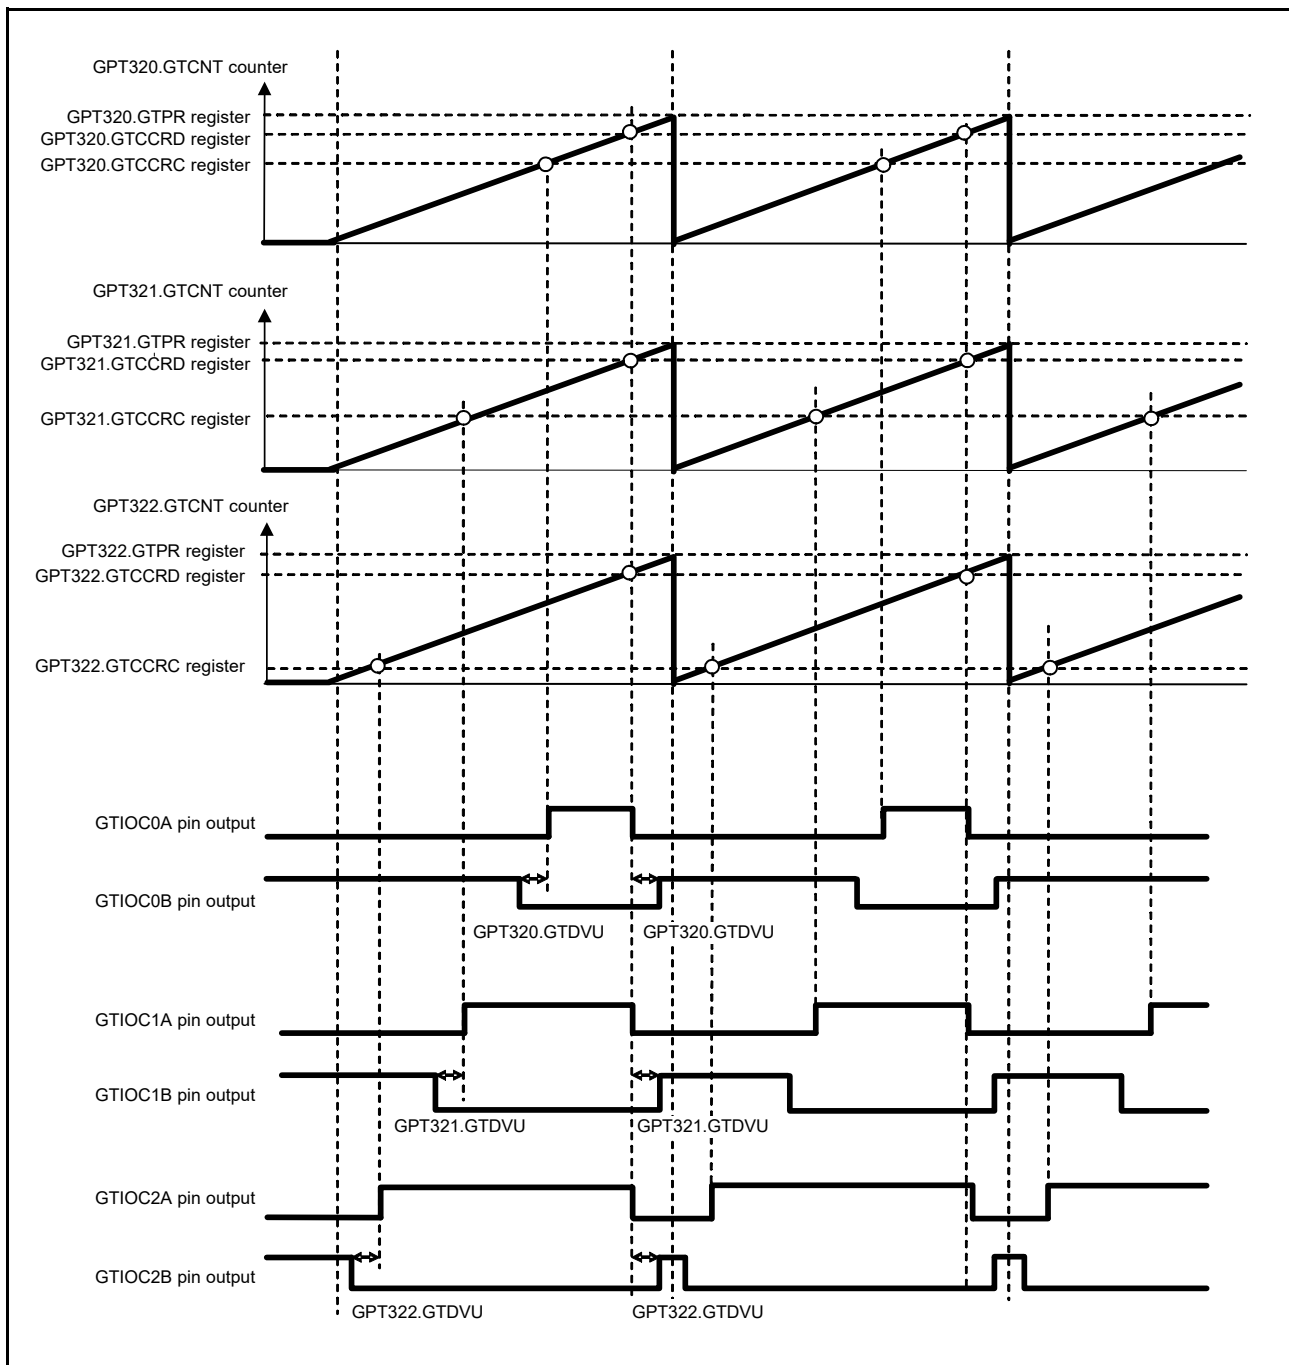 GPT320.GTCNT counter
GPT320.GTPR register
GPT320.GTCCRD register
GPT320.GTCCRC register
GPT321.GTCNT counter
GPT321.GTPR register
GPT321.GTCCRD register
GPT321.GTCCRC register
GPT322.GTCNT counter
GPT322.GTPR register
GPT322.GTCCRD register
GPT322.GTCCRC register
GTIOC0A pin output
GTIOC0B pin output
GPT320.GTDVU GPT320.GTDVU
GTIOC1A pin output
GTIOC1B pin output
GPT321.GTDVU GPT321.GTDVU
GTIOC2A pin output
GTIOC2B pin output
GPT322.GTDVU GPT322.GTDVU